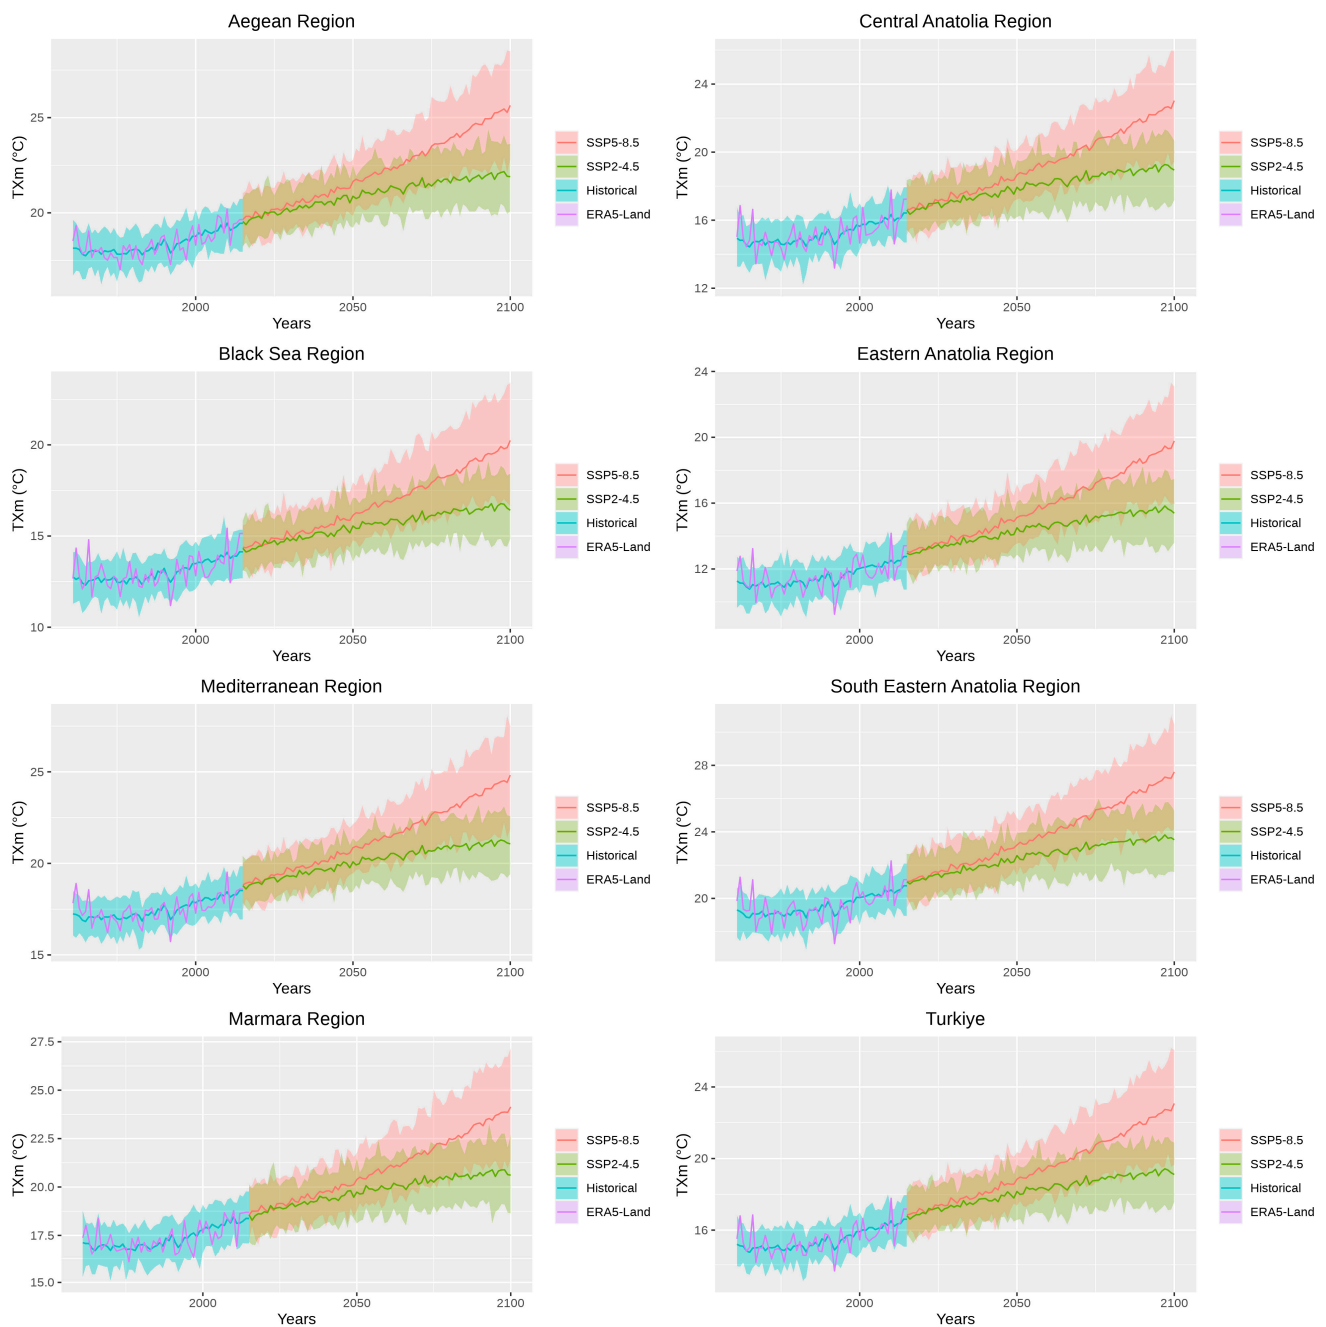 Aegean Region
25
20
TXm (°C)
2000 2050 2100
Years
SSP5-8.5
SSP2-4.5
Historical
ERA5-Land
Central Anatolia Region
24
20
16
12
TXm (°C)
2000 2050 2100
Years
SSP5-8.5
SSP2-4.5
Historical
ERA5-Land
Black Sea Region
20
15
10
TXm (°C)
2000 2050 2100
Years
SSP5-8.5
SSP2-4.5
Historical
ERA5-Land
Eastern Anatolia Region
24
20
16
12
TXm (°C)
2000 2050 2100
Years
SSP5-8.5
SSP2-4.5
Historical
ERA5-Land
Mediterranean Region
25
20
15
TXm (°C)
2000 2050 2100
Years
SSP5-8.5
SSP2-4.5
Historical
ERA5-Land
South Eastern Anatolia Region
28
24
20
TXm (°C)
2000 2050 2100
Years
SSP5-8.5
SSP2-4.5
Historical
ERA5-Land
Marmara Region
27.5
25.0
22.5
20.0
17.5
15.0
TXm (°C)
2000 2050 2100
Years
SSP5-8.5
SSP2-4.5
Historical
ERA5-Land
Turkiye
24
20
16
TXm (°C)
2000 2050 2100
Years
SSP5-8.5
SSP2-4.5
Historical
ERA5-Land